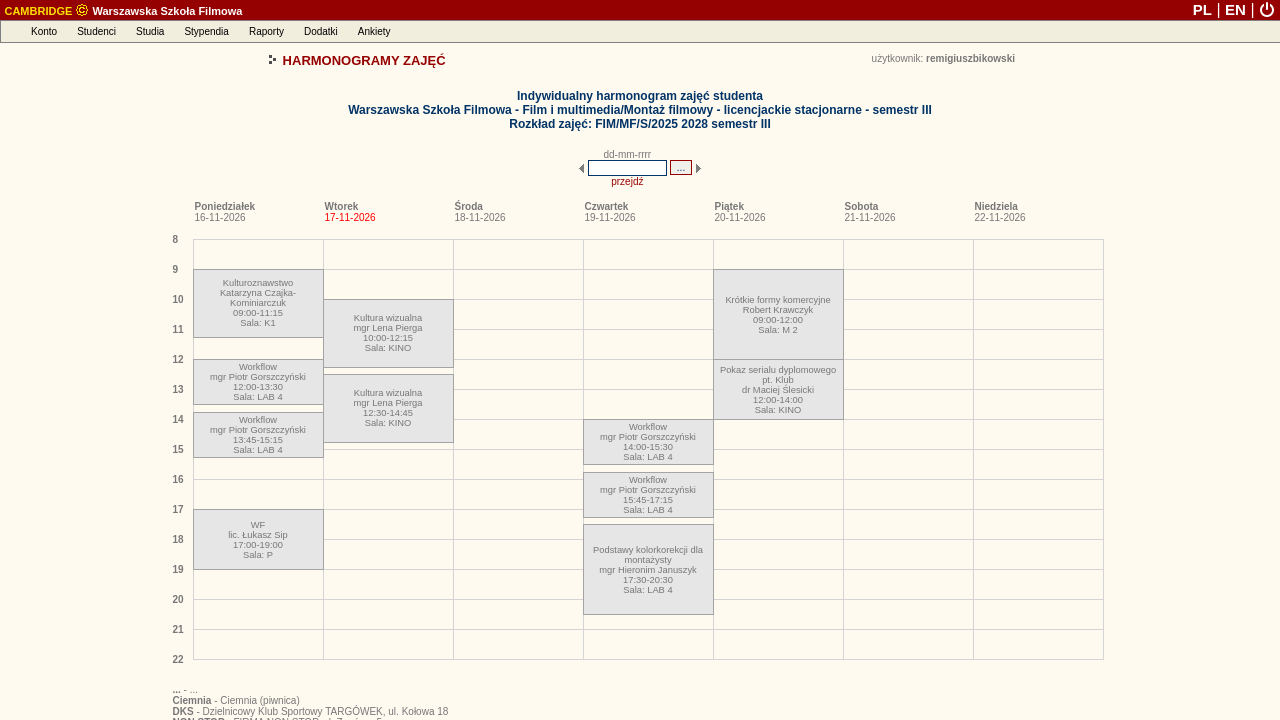 CAMBRIDGE Warszawska Szkoła Filmowa
PL | EN |
Konto Studenci Studia Stypendia Raporty Dodatki Ankiety
HARMONOGRAMY ZAJĘĆ
użytkownik: remigiuszbikowski
Indywidualny harmonogram zajęć studenta
Warszawska Szkoła Filmowa - Film i multimedia/Montaż filmowy - licencjackie stacjonarne - semestr III
Rozkład zajęć: FIM/MF/S/2025 2028 semestr III
dd-mm-rrrr
...
przejdź
Poniedziałek Wtorek Środa Czwartek Piątek Sobota Niedziela
16-11-2026 17-11-2026 18-11-2026 19-11-2026 20-11-2026 21-11-2026 22-11-2026
8
9
10
11
12
13
14
15
16
17
18
19
20
21
22
Kulturoznawstwo
Katarzyna Czajka-
Kominiarczuk
09:00-11:15
Sala: K1
Workflow
mgr Piotr Gorszczyński
12:00-13:30
Sala: LAB 4
Workflow
mgr Piotr Gorszczyński
13:45-15:15
Sala: LAB 4
WF
lic. Łukasz Sip
17:00-19:00
Sala: P
Kultura wizualna
mgr Lena Pierga
10:00-12:15
Sala: KINO
Kultura wizualna
mgr Lena Pierga
12:30-14:45
Sala: KINO
Workflow
mgr Piotr Gorszczyński
14:00-15:30
Sala: LAB 4
Workflow
mgr Piotr Gorszczyński
15:45-17:15
Sala: LAB 4
Podstawy kolorkorekcji dla
montażysty
mgr Hieronim Januszyk
17:30-20:30
Sala: LAB 4
Krótkie formy komercyjne
Robert Krawczyk
09:00-12:00
Sala: M 2
Pokaz serialu dyplomowego
pt. Klub
dr Maciej Ślesicki
12:00-14:00
Sala: KINO
... - ...
Ciemnia - Ciemnia (piwnica)
DKS - Dzielnicowy Klub Sportowy TARGÓWEK, ul. Kołowa 18